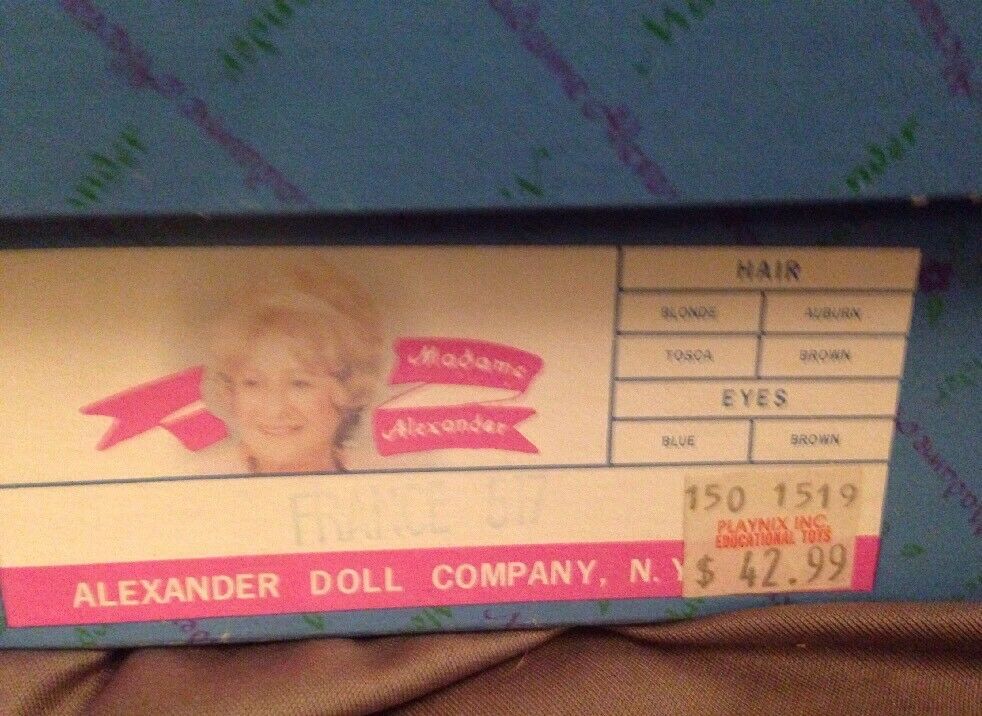 Madame
Alexander
HAIR
BLONDE AUBURN
TOSCA BROWN
EYES
BLUE BROWN
FRANCE 517
150 1519
PLAYNIX INC.
EDUCATIONAL TOYS
$ 42.99
ALEXANDER DOLL COMPANY, N.Y